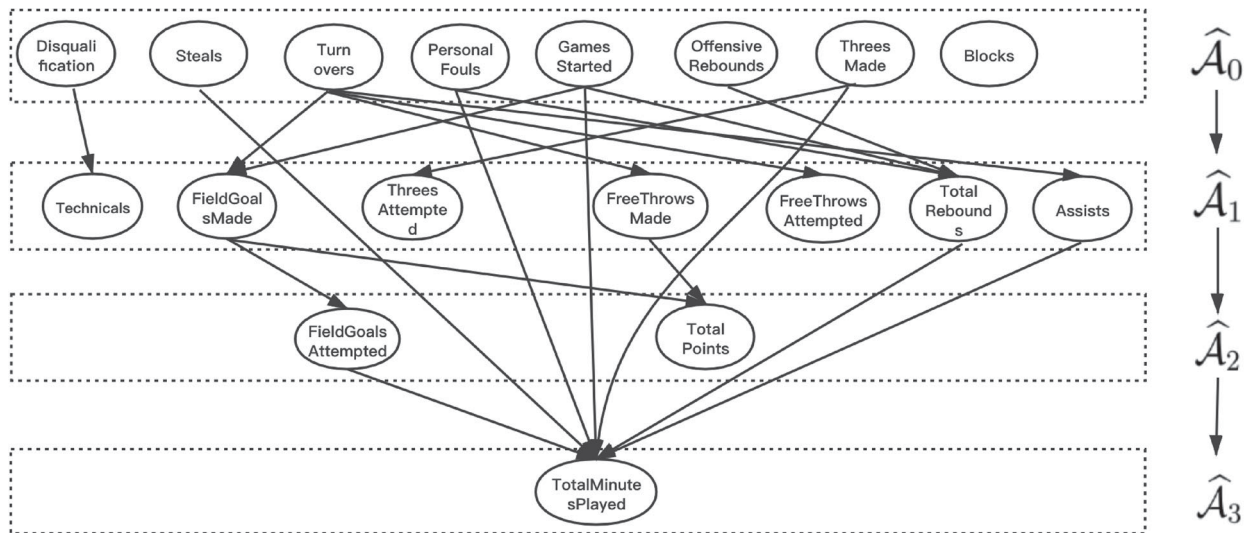 Disquali
fication
Steals
Turn
overs
Personal
Fouls
Games
Started
Offensive
Rebounds
Threes
Made
Blocks
𝒜̂₀
Technicals
FieldGoal
sMade
Threes
Attempte
d
FreeThrows
Made
FreeThrows
Attempted
Total
Rebound
s
Assists
𝒜̂₁
FieldGoals
Attempted
Total
Points
𝒜̂₂
TotalMinute
sPlayed
𝒜̂₃